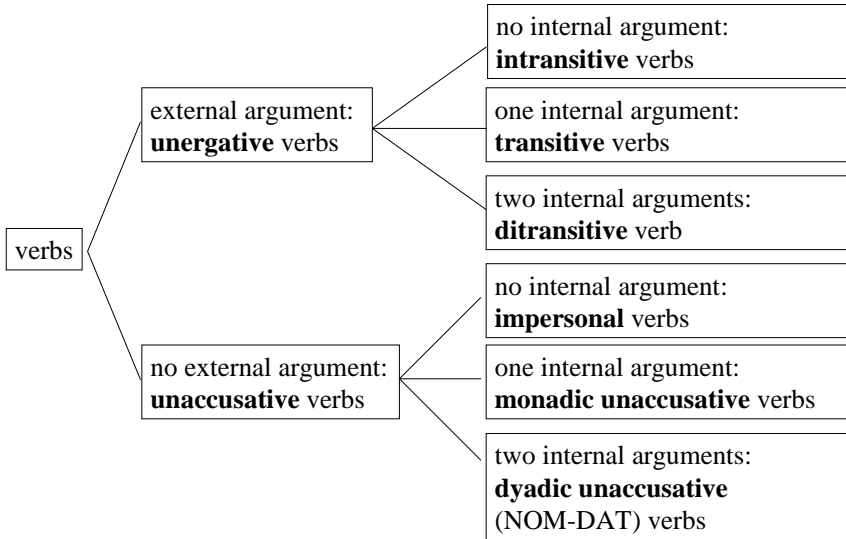 verbs
external argument:
unergative verbs
no internal argument:
intransitive verbs
one internal argument:
transitive verbs
two internal arguments:
ditransitive verb
no external argument:
unaccusative verbs
no internal argument:
impersonal verbs
one internal argument:
monadic unaccusative verbs
two internal arguments:
dyadic unaccusative
(NOM-DAT) verbs